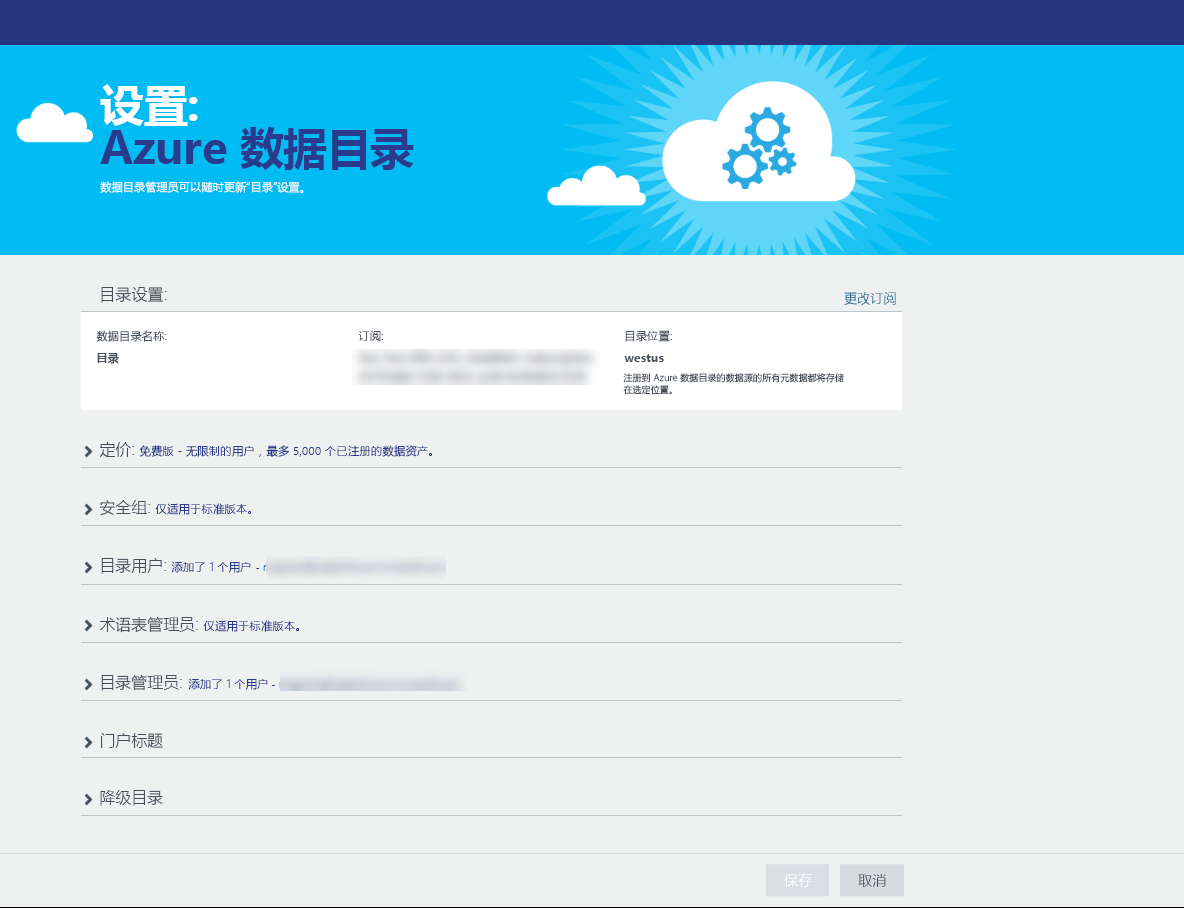 设置:
Azure 数据目录
数据目录管理员可以随时更新“目录”设置。
目录设置:
更改订阅
数据目录名称:
目录
订阅:
目录位置:
westus
注册到 Azure 数据目录的数据源的所有元数据都将存储
在选定位置。
定价: 免费版 - 无限制的用户，最多 5,000 个已注册的数据资产。
安全组: 仅适用于标准版本。
目录用户: 添加了 1 个用户 -
术语表管理员: 仅适用于标准版本。
目录管理员: 添加了 1 个用户 -
门户标题
降级目录
保存
取消